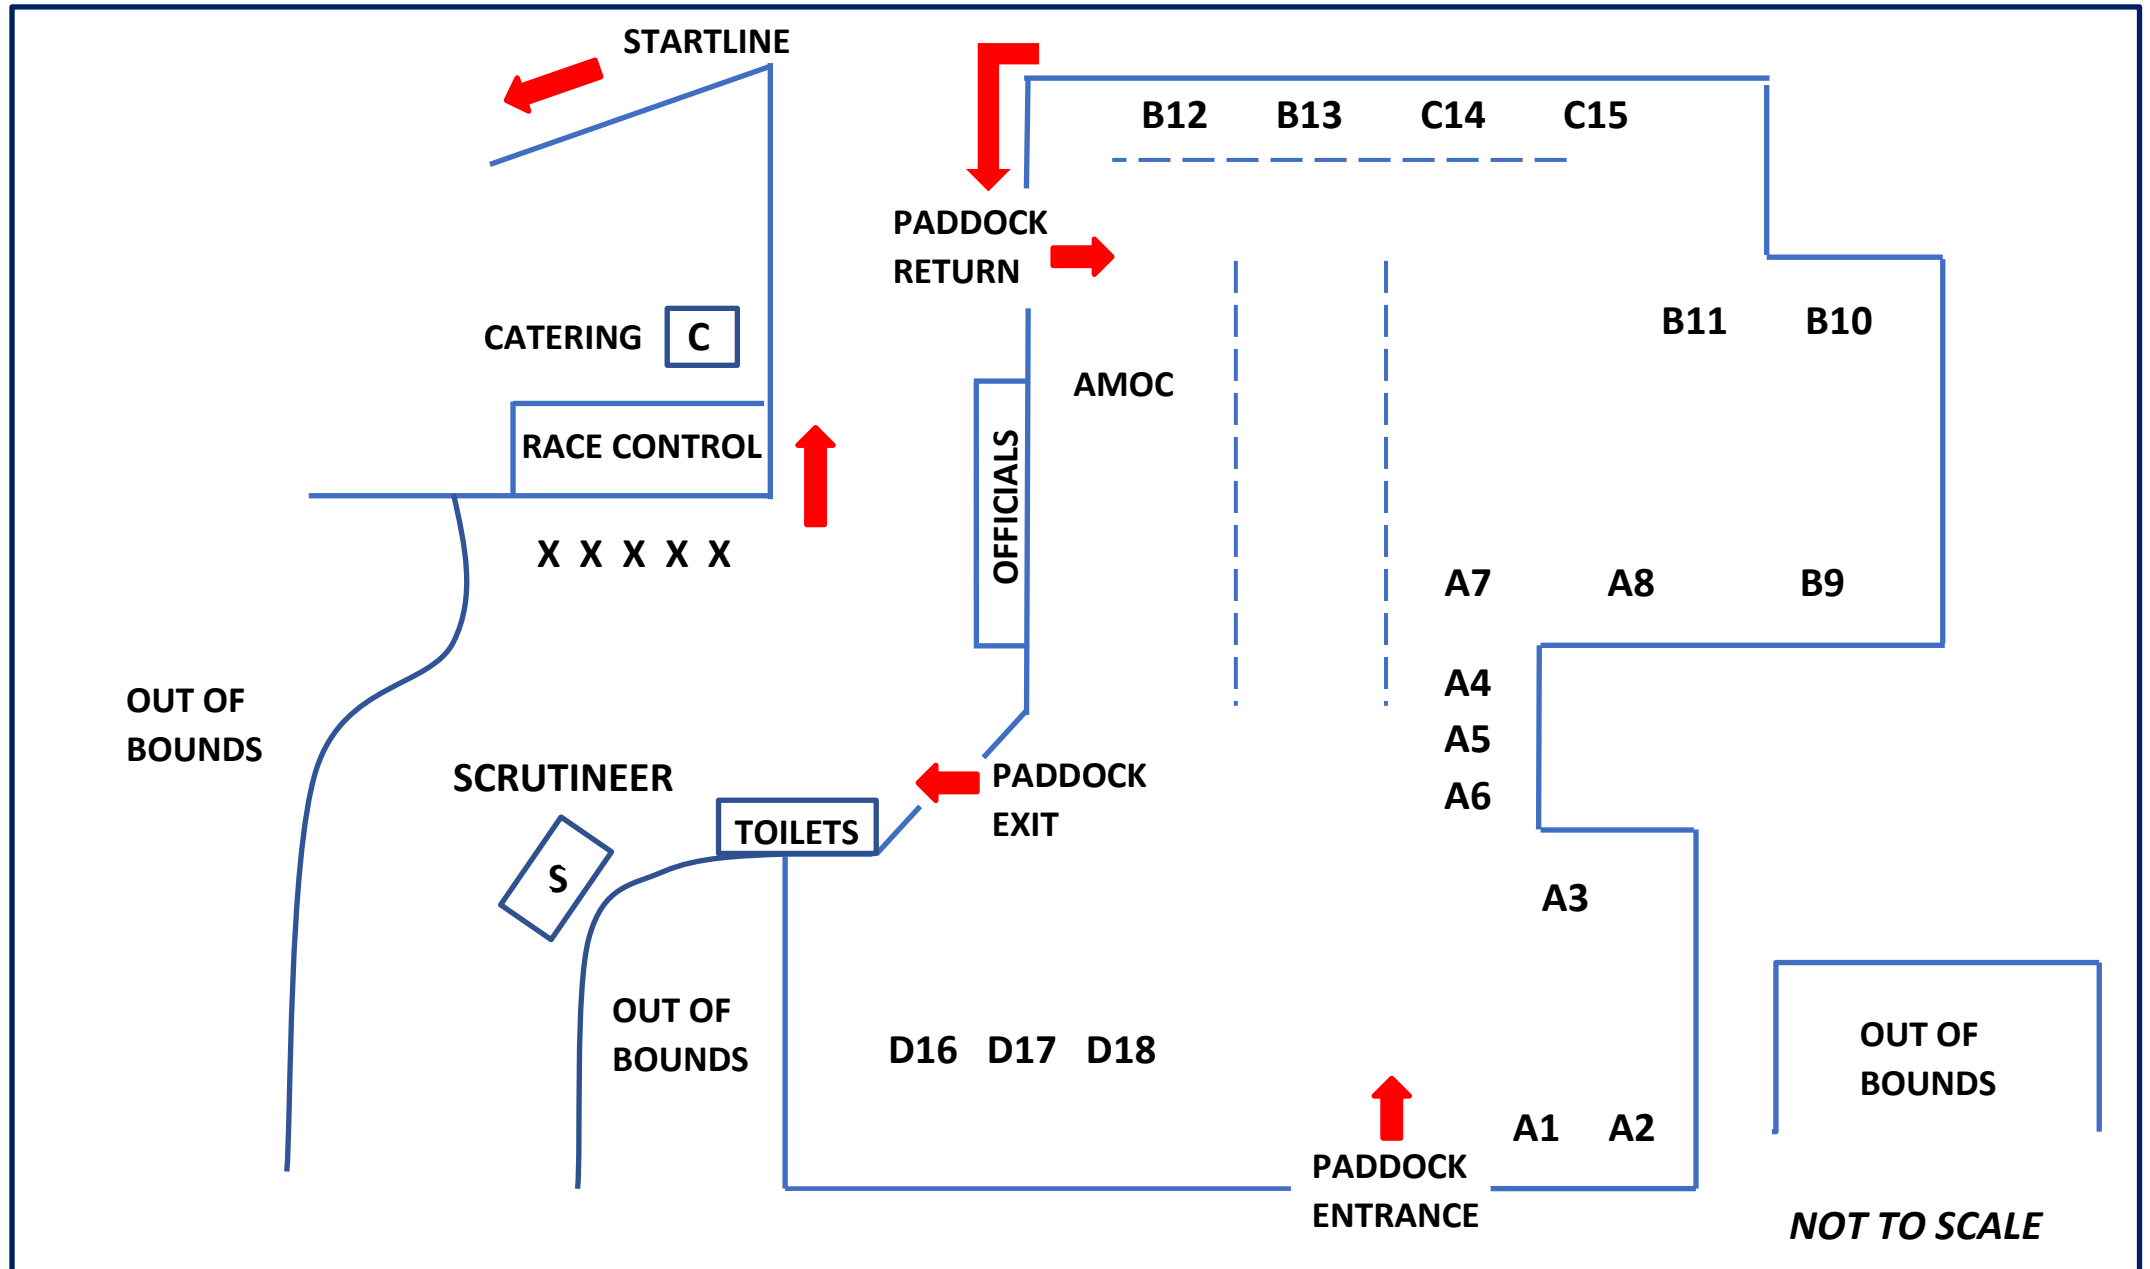 STARTLINE
B12 B13 C14 C15
PADDOCK
RETURN
CATERING C
B11 B10
AMOC
RACE CONTROL
OFFICIALS
X X X X X
A7 A8 B9
A4
A5
A6
OUT OF
BOUNDS
SCRUTINEER
S
TOILETS
PADDOCK
EXIT
A3
OUT OF
BOUNDS
D16 D17 D18
A1 A2
PADDOCK
ENTRANCE
OUT OF
BOUNDS
NOT TO SCALE